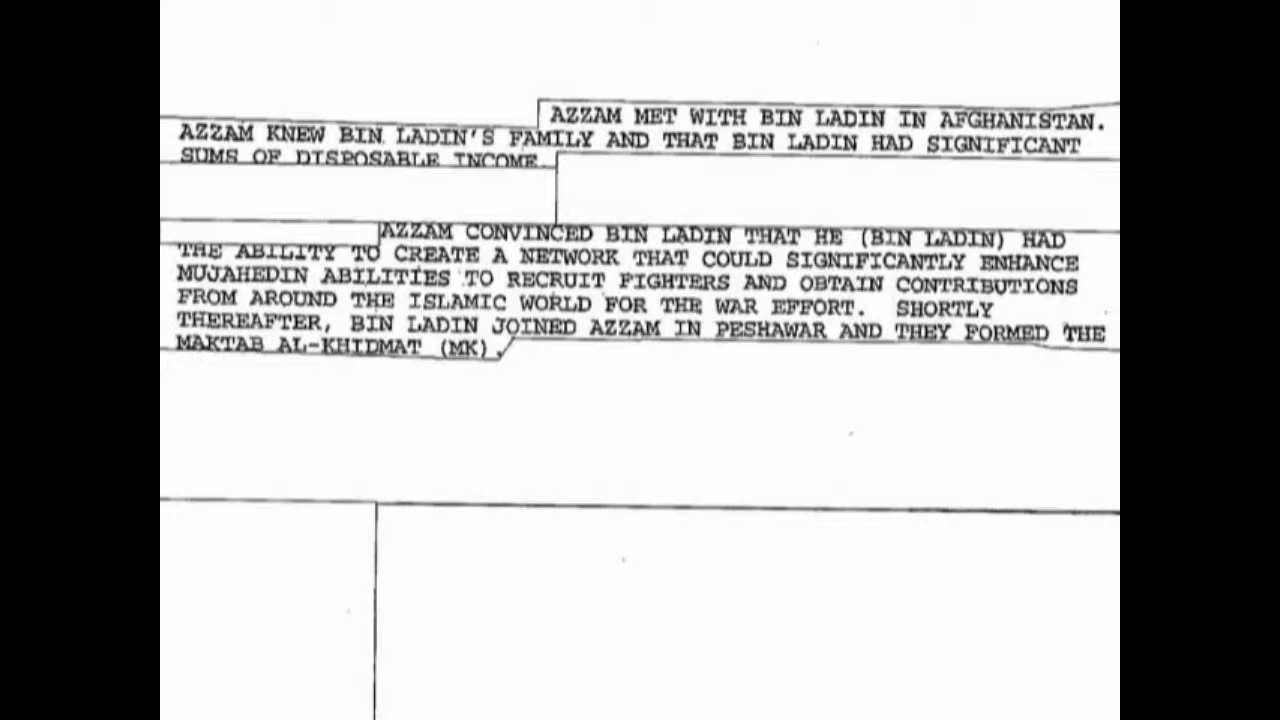 AZZAM MET WITH BIN LADIN IN AFGHANISTAN.
AZZAM KNEW BIN LADIN'S FAMILY AND THAT BIN LADIN HAD SIGNIFICANT
SUMS OF DISPOSABLE INCOME
AZZAM CONVINCED BIN LADIN THAT HE (BIN LADIN) HAD
THE ABILITY TO CREATE A NETWORK THAT COULD SIGNIFICANTLY ENHANCE
MUJAHEDIN ABILITIES TO RECRUIT FIGHTERS AND OBTAIN CONTRIBUTIONS
FROM AROUND THE ISLAMIC WORLD FOR THE WAR EFFORT. SHORTLY
THEREAFTER, BIN LADIN JOINED AZZAM IN PESHAWAR AND THEY FORMED THE
MAKTAB AL-KHIDMAT (MK).